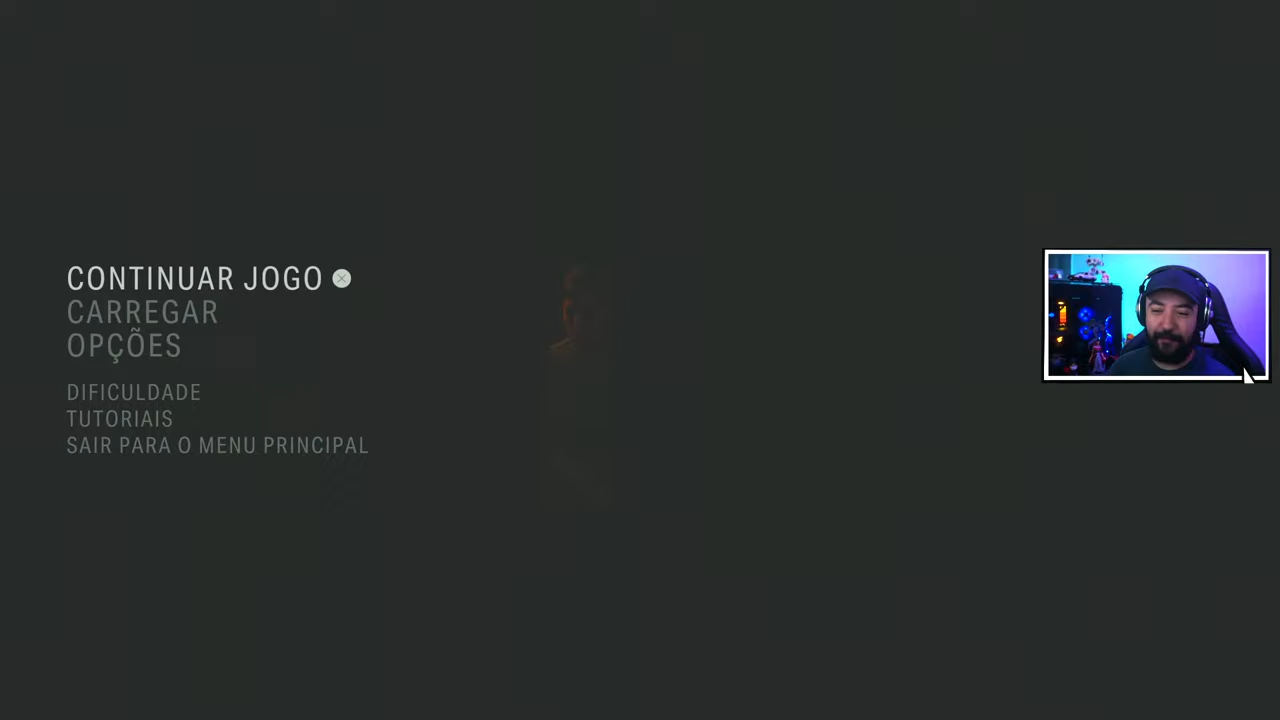 CONTINUAR JOGO
CARREGAR
OPÇÕES
DIFICULDADE
TUTORIAIS
SAIR PARA O MENU PRINCIPAL